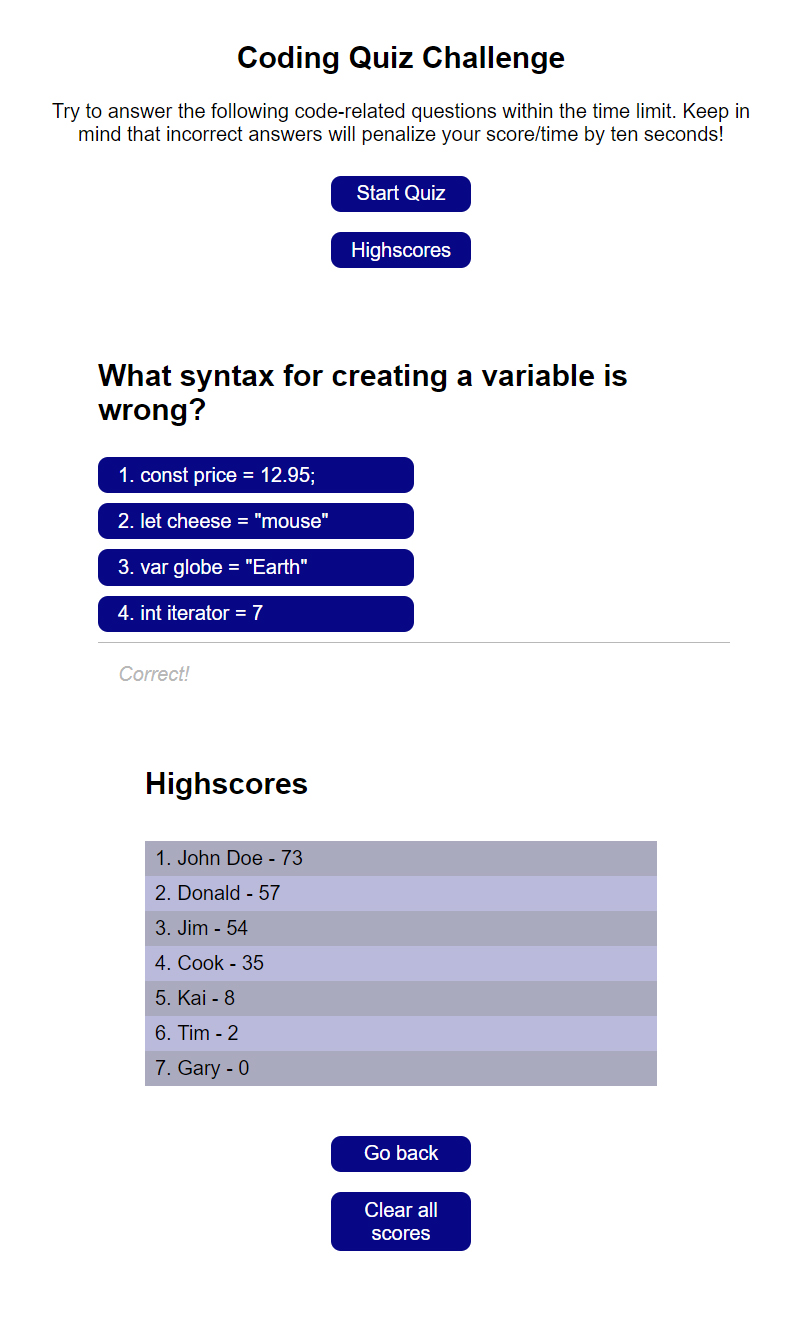 Coding Quiz Challenge
Try to answer the following code-related questions within the time limit. Keep in
mind that incorrect answers will penalize your score/time by ten seconds!
Start Quiz
Highscores
What syntax for creating a variable is
wrong?
1. const price = 12.95;
2. let cheese = "mouse"
3. var globe = "Earth"
4. int iterator = 7
Correct!
Highscores
1. John Doe - 73
2. Donald - 57
3. Jim - 54
4. Cook - 35
5. Kai - 8
6. Tim - 2
7. Gary - 0
Go back
Clear all
scores